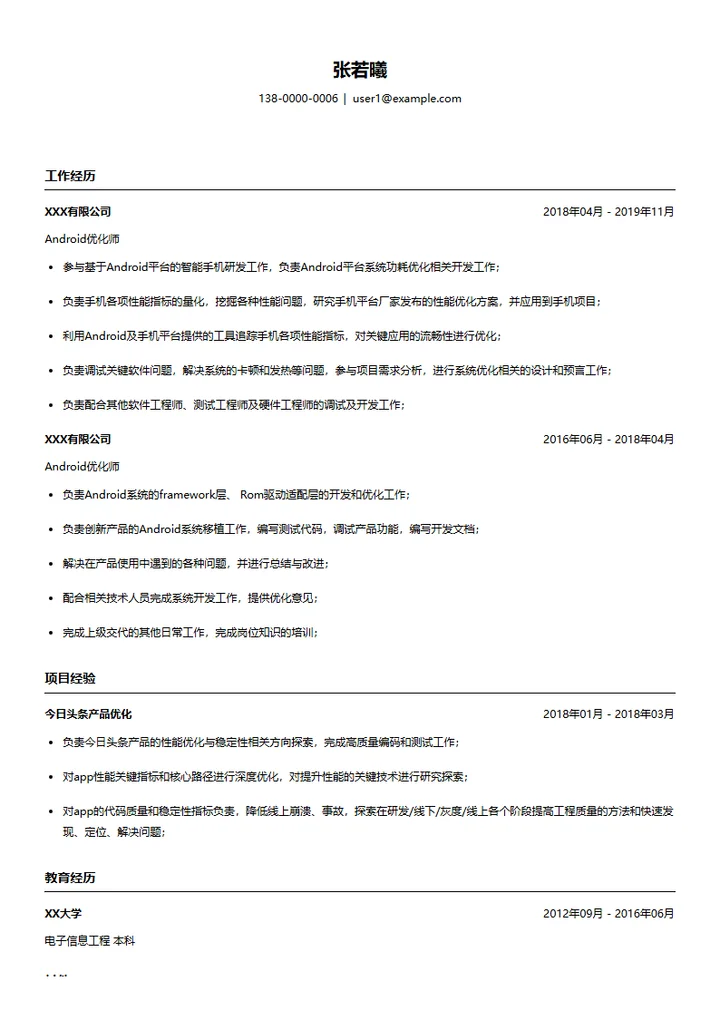 张若曦
138-0000-0006 | user1@example.com
工作经历
XXX有限公司 2018年04月 - 2019年11月
Android优化师
• 参与基于Android平台的智能手机研发工作，负责Android平台系统功耗优化相关开发工作；
• 负责手机各项性能指标的量化，挖掘各种性能问题，研究手机平台厂家发布的性能优化方案，并应用到手机项目；
• 利用Android及手机平台提供的工具追踪手机各项性能指标，对关键应用的流畅性进行优化；
• 负责调试关键软件问题，解决系统的卡顿和发热等问题，参与项目需求分析，进行系统优化相关的设计和预言工作；
• 负责配合其他软件工程师、测试工程师及硬件工程师的调试及开发工作；
XXX有限公司 2016年06月 - 2018年04月
Android优化师
• 负责Android系统的framework层、 Rom驱动适配层的开发和优化工作；
• 负责创新产品的Android系统移植工作，编写测试代码，调试产品功能，编写开发文档；
• 解决在产品使用中遇到的各种问题，并进行总结与改进；
• 配合相关技术人员完成系统开发工作，提供优化意见；
• 完成上级交代的其他日常工作，完成岗位知识的培训；
项目经验
今日头条产品优化 2018年01月 - 2018年03月
• 负责今日头条产品的性能优化与稳定性相关方向探索，完成高质量编码和测试工作；
• 对app性能关键指标和核心路径进行深度优化，对提升性能的关键技术进行研究探索；
• 对app的代码质量和稳定性指标负责，降低线上崩溃、事故，探索在研发/线下/灰度/线上各个阶段提高工程质量的方法和快速发
现、定位、解决问题；
教育经历
XX大学 2012年09月 - 2016年06月
电子信息工程 本科